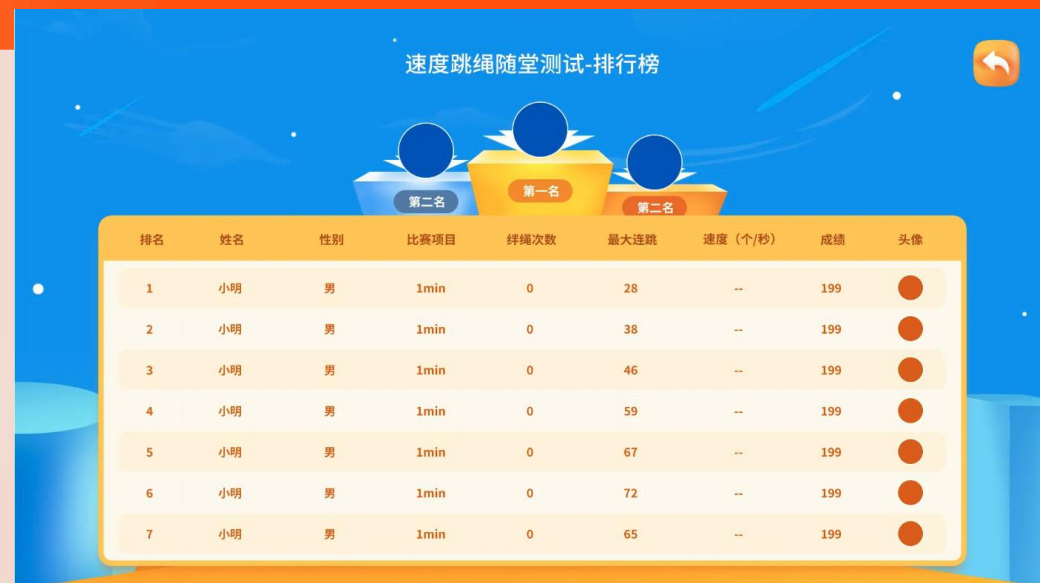 速度跳绳随堂测试-排行榜
第一名
第二名
第二名
排名 姓名 性别 比赛项目 绊绳次数 最大连跳 速度（个/秒） 成绩 头像
1 小明 男 1min 0 28 -- 199
2 小明 男 1min 0 38 -- 199
3 小明 男 1min 0 46 -- 199
4 小明 男 1min 0 59 -- 199
5 小明 男 1min 0 67 -- 199
6 小明 男 1min 0 72 -- 199
7 小明 男 1min 0 65 -- 199